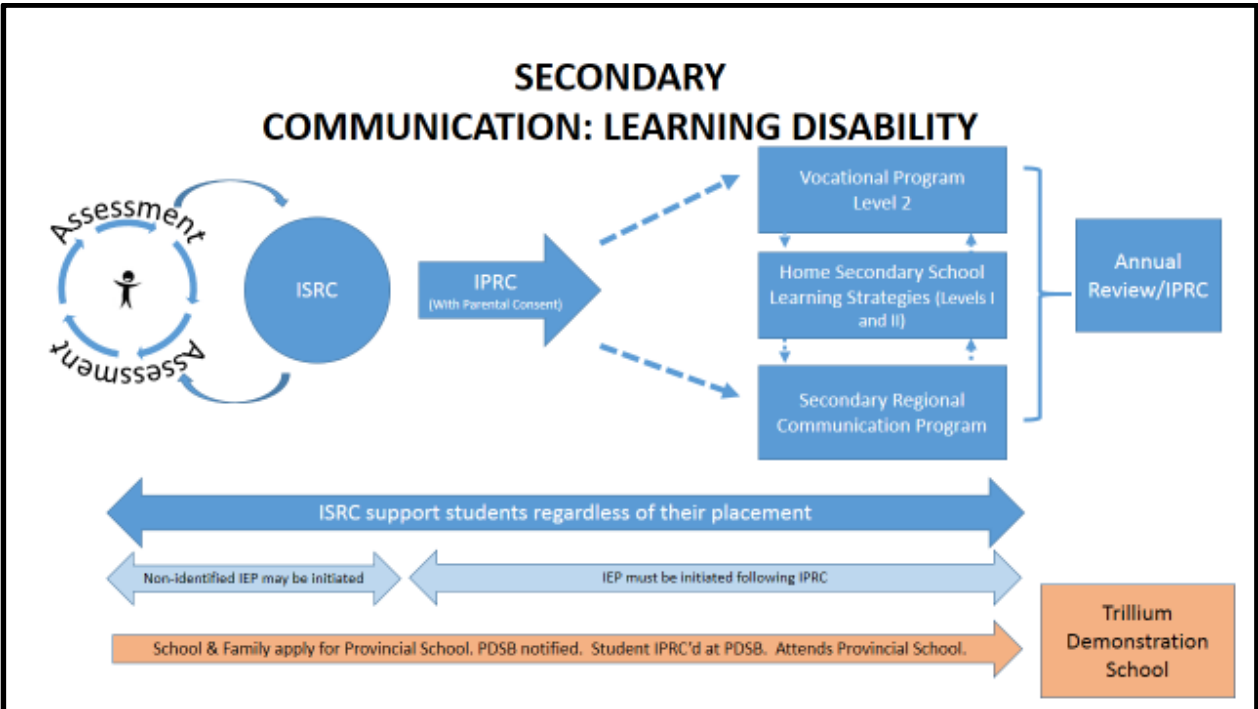 SECONDARY
COMMUNICATION: LEARNING DISABILITY
Assessment
Assessment
ISRC
IPRC
(With Parental Consent)
Vocational Program
Level 2
Home Secondary School
Learning Strategies (Levels I
and II)
Secondary Regional
Communication Program
Annual
Review/IPRC
ISRC support students regardless of their placement
Non-identified IEP may be initiated
IEP must be initiated following IPRC
School & Family apply for Provincial School. PDSB notified. Student IPRC'd at PDSB. Attends Provincial School.
Trillium
Demonstration
School